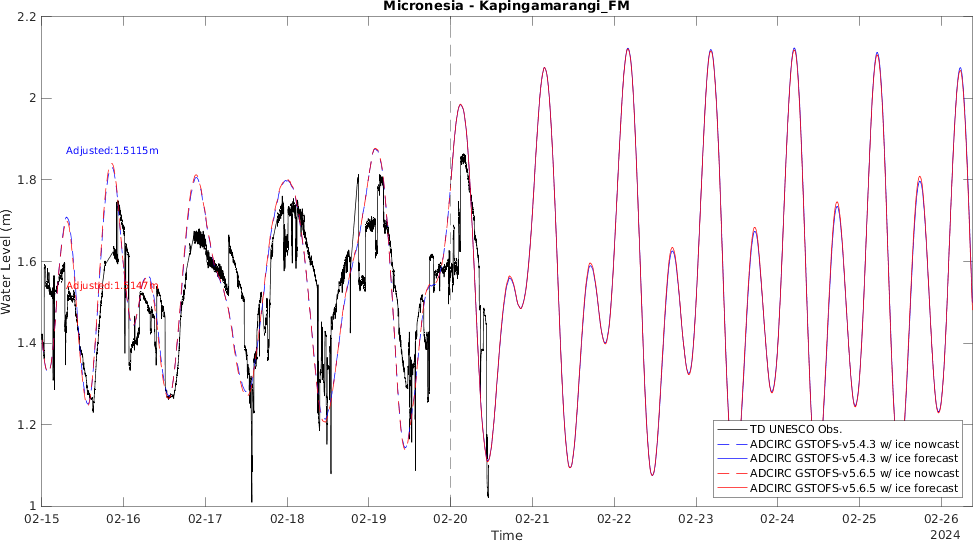 Micronesia - Kapingamarangi_FM
Water Level (m)
2.2
2
1.8
1.6
1.4
1.2
1
Adjusted:1.5115m
02-15
02-16
02-17
02-18
02-19
02-20
02-21
02-22
02-23
02-24
02-25
02-26
2024
Time
TD UNESCO Obs.
ADCIRC GSTOFS-v5.4.3 w/ ice nowcast
ADCIRC GSTOFS-v5.4.3 w/ ice forecast
ADCIRC GSTOFS-v5.6.5 w/ ice nowcast
ADCIRC GSTOFS-v5.6.5 w/ ice forecast